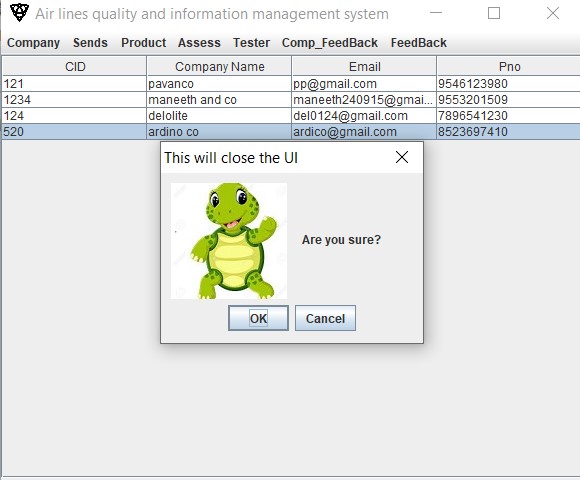 Air lines quality and information management system
Company Sends Product Assess Tester Comp_FeedBack FeedBack
CID Company Name Email Pno
121 pavanco pp@gmail.com 9546123980
1234 maneeth and co maneeth240915@gmai... 9553201509
124 delolite del0124@gmail.com 7896541230
520 ardino co ardico@gmail.com 8523697410
This will close the UI
Are you sure?
OK Cancel